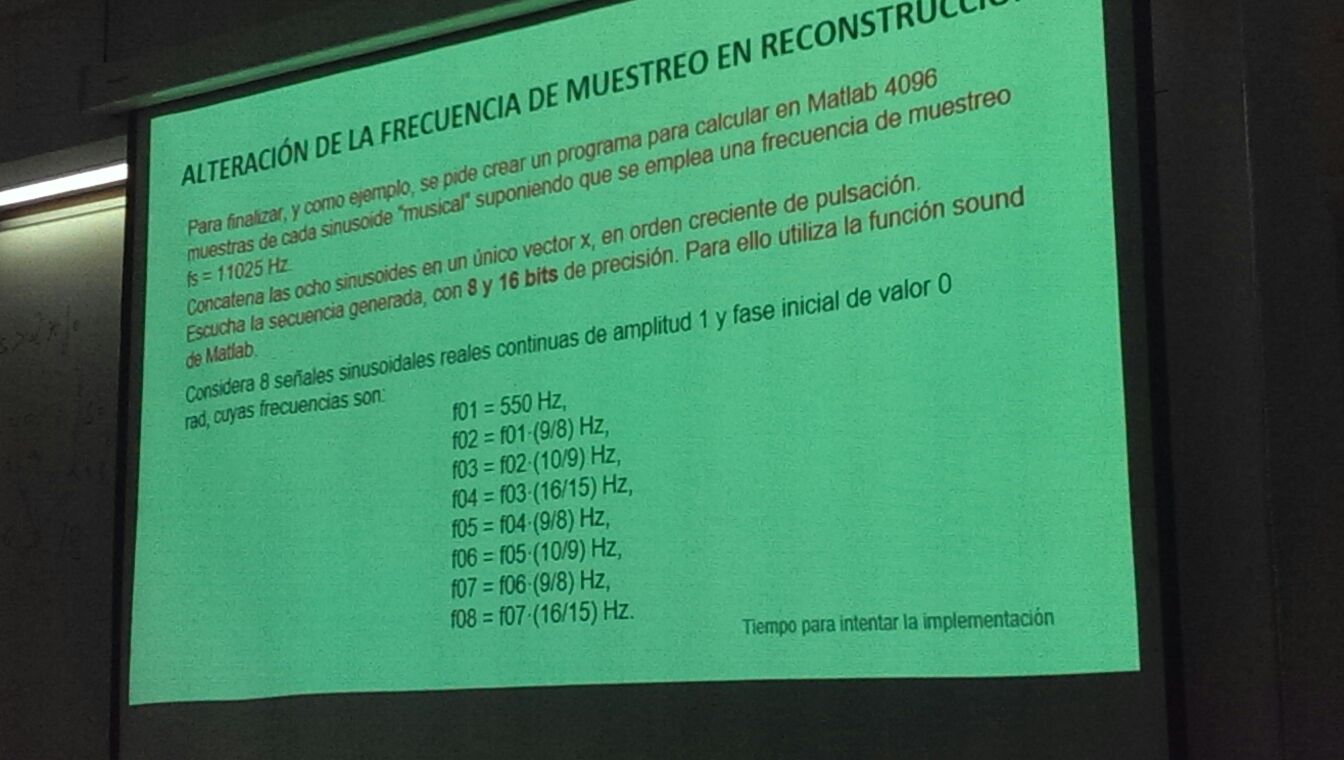 ALTERACIÓN DE LA FRECUENCIA DE MUESTREO EN RECONSTRUCCIÓ
Para finalizar, y como ejemplo, se pide crear un programa para calcular en Matlab 4096
muestras de cada sinusoide "musical" suponiendo que se emplea una frecuencia de muestreo
fs = 11025 Hz.
Concatena las ocho sinusoides en un único vector x, en orden creciente de pulsación.
Escucha la secuencia generada, con 8 y 16 bits de precisión. Para ello utiliza la función sound
de Matlab.
Considera 8 señales sinusoidales reales continuas de amplitud 1 y fase inicial de valor 0
rad, cuyas frecuencias son:
f01 = 550 Hz,
f02 = f01·(9/8) Hz,
f03 = f02·(10/9) Hz,
f04 = f03·(16/15) Hz,
f05 = f04·(9/8) Hz,
f06 = f05·(10/9) Hz,
f07 = f06·(9/8) Hz,
f08 = f07·(16/15) Hz.
Tiempo para intentar la implementación